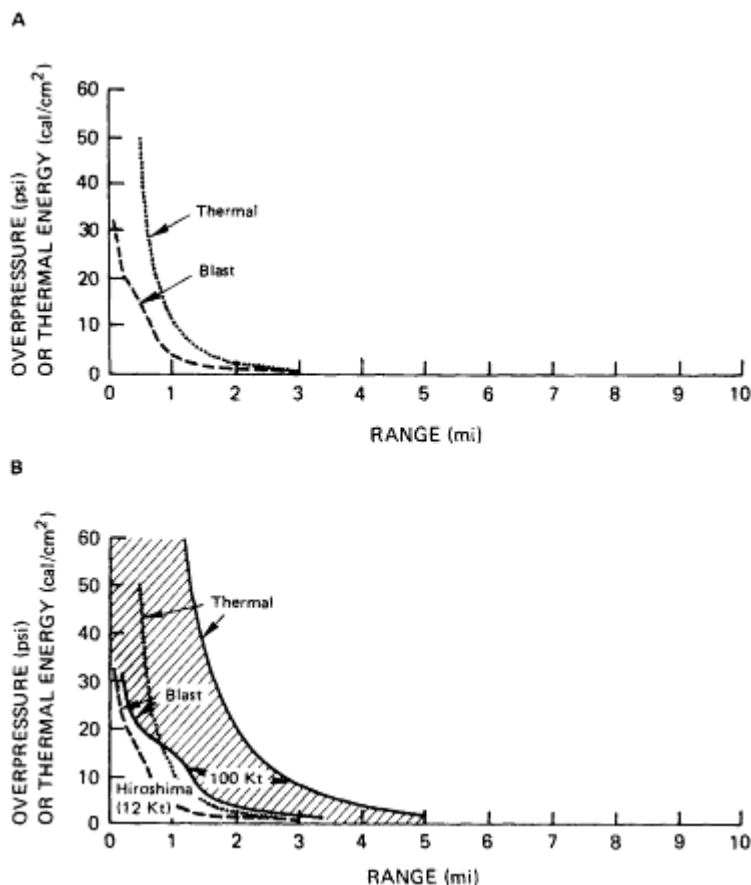 A
OVERPRESSURE (psi)
OR THERMAL ENERGY (cal/cm²)
60
50
40
30
20
10
0
Thermal
Blast
0 1 2 3 4 5 6 7 8 9 10
RANGE (mi)
B
OVERPRESSURE (psi)
OR THERMAL ENERGY (cal/cm²)
60
50
40
30
20
10
0
Thermal
Blast
100 Kt
Hiroshima
(12 Kt)
0 1 2 3 4 5 6 7 8 9 10
RANGE (mi)